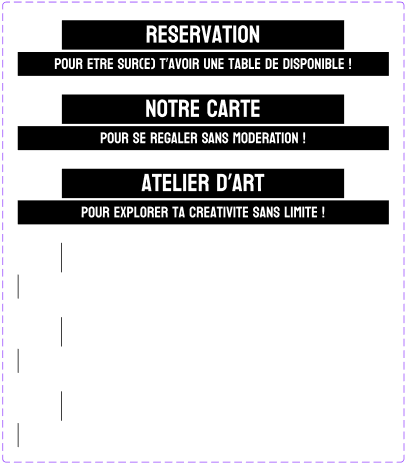 RESERVATION
POUR ETRE SUR(E) T'AVOIR UNE TABLE DE DISPONIBLE !
NOTRE CARTE
POUR SE REGALER SANS MODERATION !
ATELIER D'ART
POUR EXPLORER TA CREATIVITE SANS LIMITE !